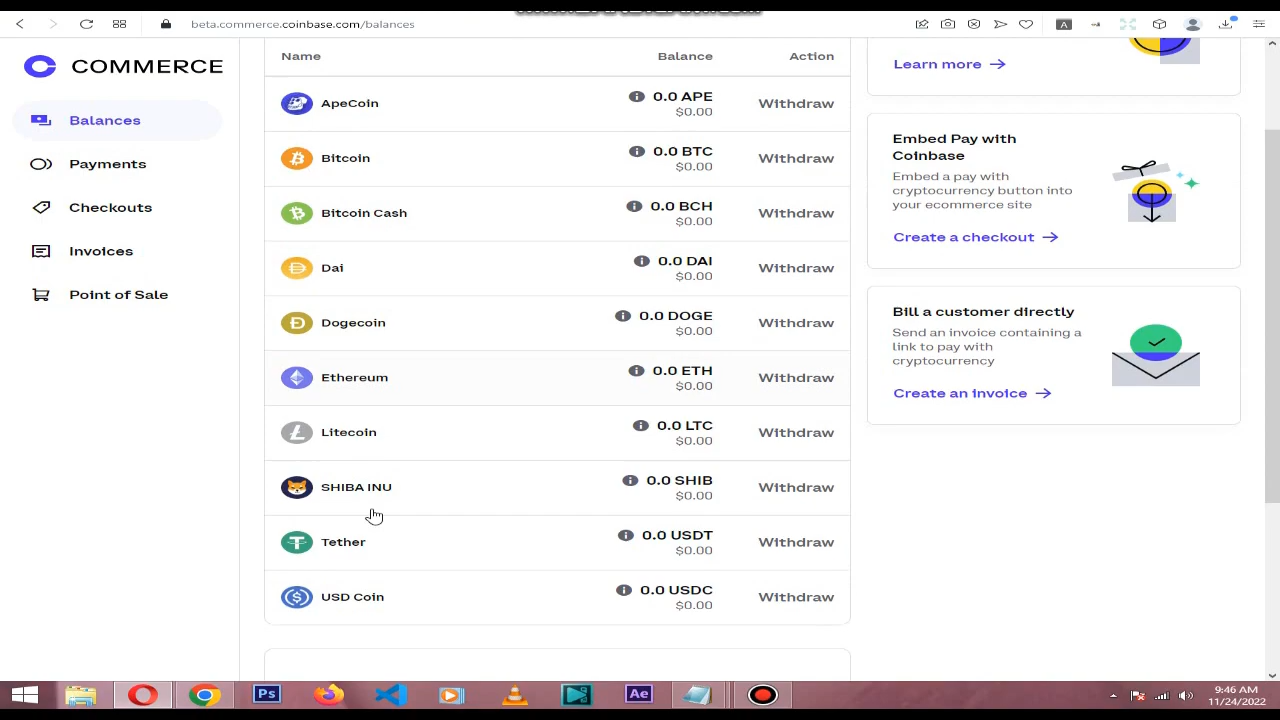 beta.commerce.coinbase.com/balances
COMMERCE
Balances
Payments
Checkouts
Invoices
Point of Sale
Name Balance Action
ApeCoin 0.0 APE Withdraw
$0.00
Bitcoin 0.0 BTC Withdraw
$0.00
Bitcoin Cash 0.0 BCH Withdraw
$0.00
Dai 0.0 DAI Withdraw
$0.00
Dogecoin 0.0 DOGE Withdraw
$0.00
Ethereum 0.0 ETH Withdraw
$0.00
Litecoin 0.0 LTC Withdraw
$0.00
SHIBA INU 0.0 SHIB Withdraw
$0.00
Tether 0.0 USDT Withdraw
$0.00
USD Coin 0.0 USDC Withdraw
$0.00
Learn more
Embed Pay with
Coinbase
Embed a pay with
cryptocurrency button into
your ecommerce site
Create a checkout
Bill a customer directly
Send an invoice containing a
link to pay with
cryptocurrency
Create an invoice
Ps
Ae
9:46 AM
11/24/2022